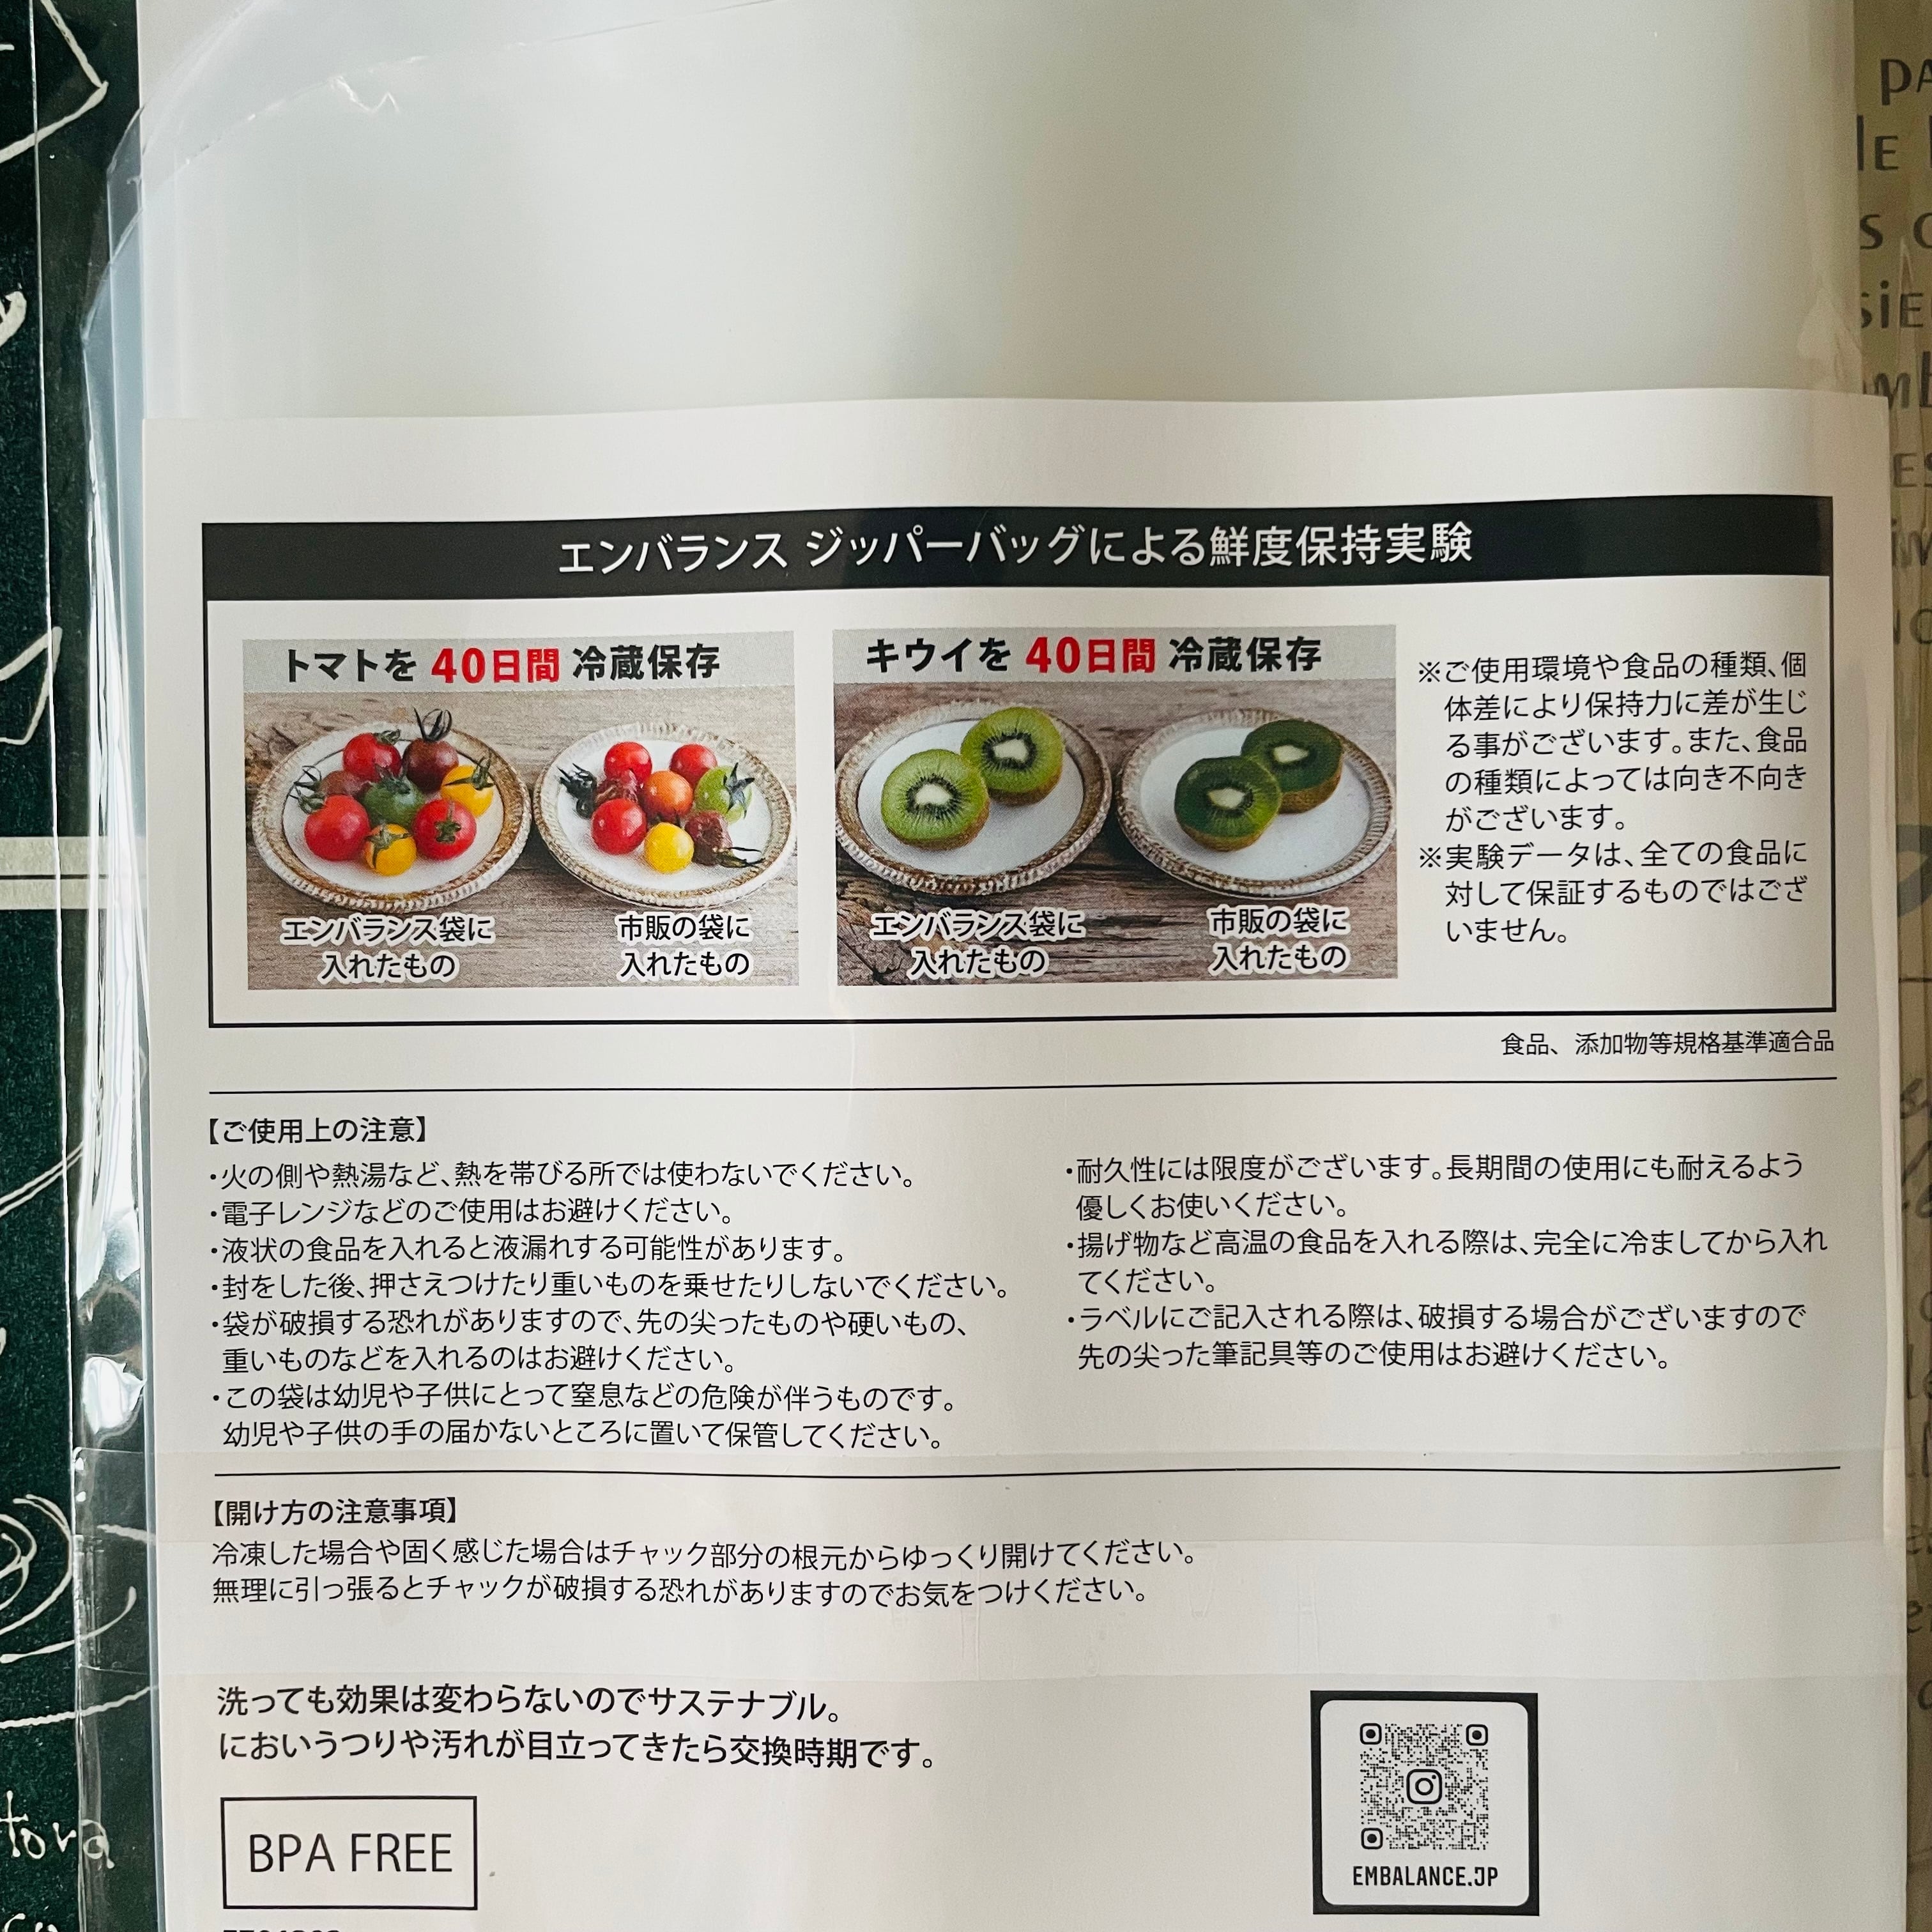 エンバランス ジッパーバッグによる鮮度保持実験
トマトを 40日間 冷蔵保存
エンバランス袋に
入れたもの
市販の袋に
入れたもの
キウイを 40日間 冷蔵保存
エンバランス袋に
入れたもの
市販の袋に
入れたもの
※ご使用環境や食品の種類、個
体差により保持力に差が生じ
る事がございます。また、食品
の種類によっては向き不向き
がございます。
※実験データは、全ての食品に
対して保証するものではござ
いません。
食品、添加物等規格基準適合品
【ご使用上の注意】
・火の側や熱湯など、熱を帯びる所では使わないでください。
・電子レンジなどのご使用はお避けください。
・液状の食品を入れると液漏れする可能性があります。
・封をした後、押さえつけたり重いものを乗せたりしないでください。
・袋が破損する恐れがありますので、先の尖ったものや硬いもの、
重いものなどを入れるのはお避けください。
・この袋は幼児や子供にとって窒息などの危険が伴うものです。
幼児や子供の手の届かないところに置いて保管してください。
・耐久性には限度がございます。長期間の使用にも耐えるよう
優しくお使いください。
・揚げ物など高温の食品を入れる際は、完全に冷ましてから入れ
てください。
・ラベルにご記入される際は、破損する場合がございますので
先の尖った筆記具等のご使用はお避けください。
【開け方の注意事項】
冷凍した場合や固く感じた場合はチャック部分の根元からゆっくり開けてください。
無理に引っ張るとチャックが破損する恐れがありますのでお気をつけください。
洗っても効果は変わらないのでサステナブル。
においうつりや汚れが目立ってきたら交換時期です。
BPA FREE
EMBALANCE.JP